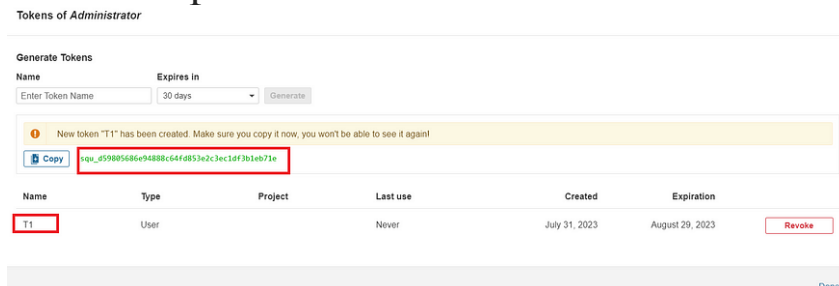 Tokens of Administrator
Generate Tokens
Name Expires in
Enter Token Name 30 days Generate
New token "T1" has been created. Make sure you copy it now, you won't be able to see it again!
Copy squ_d59805686e94888c64fd853e2c3ec1df3b1eb71e
Name Type Project Last use Created Expiration
T1 User Never July 31, 2023 August 29, 2023 Revoke